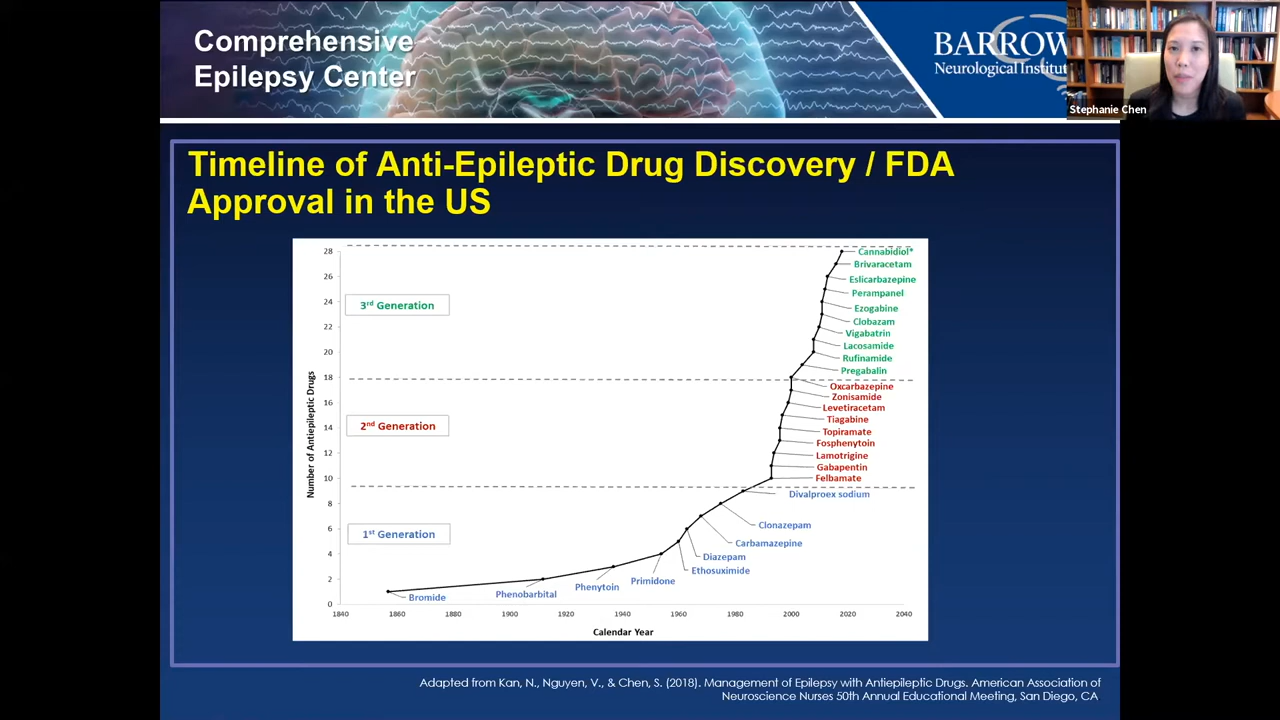 Comprehensive
Epilepsy Center
BARROW
Neurological Institut
Stephanie Chen
Timeline of Anti-Epileptic Drug Discovery / FDA
Approval in the US
Number of Antiepileptic Drugs
28
26
24
22
20
18
16
14
12
10
8
6
4
2
0
3rd Generation
2nd Generation
1st Generation
Cannabidiol*
Brivaracetam
Eslicarbazepine
Perampanel
Ezogabine
Clobazam
Vigabatrin
Lacosamide
Rufinamide
Pregabalin
Oxcarbazepine
Zonisamide
Levetiracetam
Tiagabine
Topiramate
Fosphenytoin
Lamotrigine
Gabapentin
Felbamate
Divalproex sodium
Clonazepam
Carbamazepine
Diazepam
Ethosuximide
Primidone
Phenytoin
Phenobarbital
Bromide
1840 1860 1880 1900 1920 1940 1960 1980 2000 2020 2040
Calendar Year
Adapted from Kan, N., Nguyen, V., & Chen, S. (2018). Management of Epilepsy with Antiepileptic Drugs. American Association of
Neuroscience Nurses 50th Annual Educational Meeting, San Diego, CA